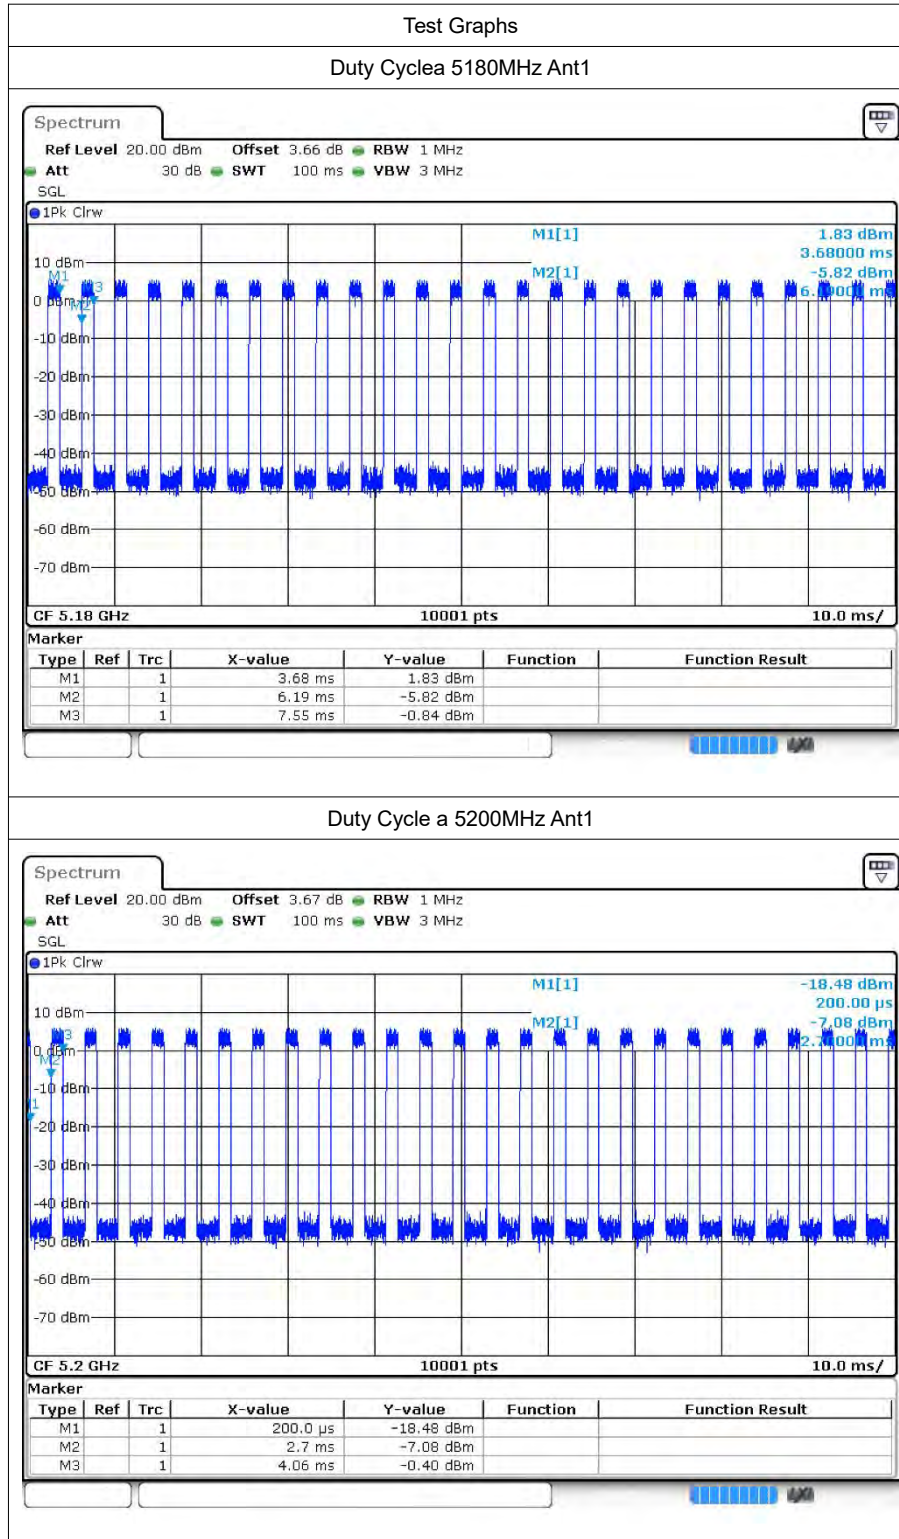 Test Graphs
Duty Cyclea 5180MHz Ant1
Spectrum
Ref Level 20.00 dBm Offset 3.66 dB RBW 1 MHz
Att 30 dB SWT 100 ms VBW 3 MHz
SGL
1Pk Clrw
M1[1] 1.83 dBm
3.68000 ms
10 dBm
M2[1] -5.82 dBm
M1
M3
0 dBm
M2
-10 dBm
-20 dBm
-30 dBm
-40 dBm
-50 dBm
-60 dBm
-70 dBm
CF 5.18 GHz 10001 pts 10.0 ms/
Marker
Type Ref Trc X-value Y-value Function Function Result
M1 1 3.68 ms 1.83 dBm
M2 1 6.19 ms -5.82 dBm
M3 1 7.55 ms -0.84 dBm
Duty Cycle a 5200MHz Ant1
Spectrum
Ref Level 20.00 dBm Offset 3.67 dB RBW 1 MHz
Att 30 dB SWT 100 ms VBW 3 MHz
SGL
1Pk Clrw
M1[1] -18.48 dBm
200.00 µs
10 dBm
M2[1] -7.08 dBm
0 dBm
M2
-10 dBm
-20 dBm
-30 dBm
-40 dBm
-50 dBm
-60 dBm
-70 dBm
CF 5.2 GHz 10001 pts 10.0 ms/
Marker
Type Ref Trc X-value Y-value Function Function Result
M1 1 200.0 µs -18.48 dBm
M2 1 2.7 ms -7.08 dBm
M3 1 4.06 ms -0.40 dBm